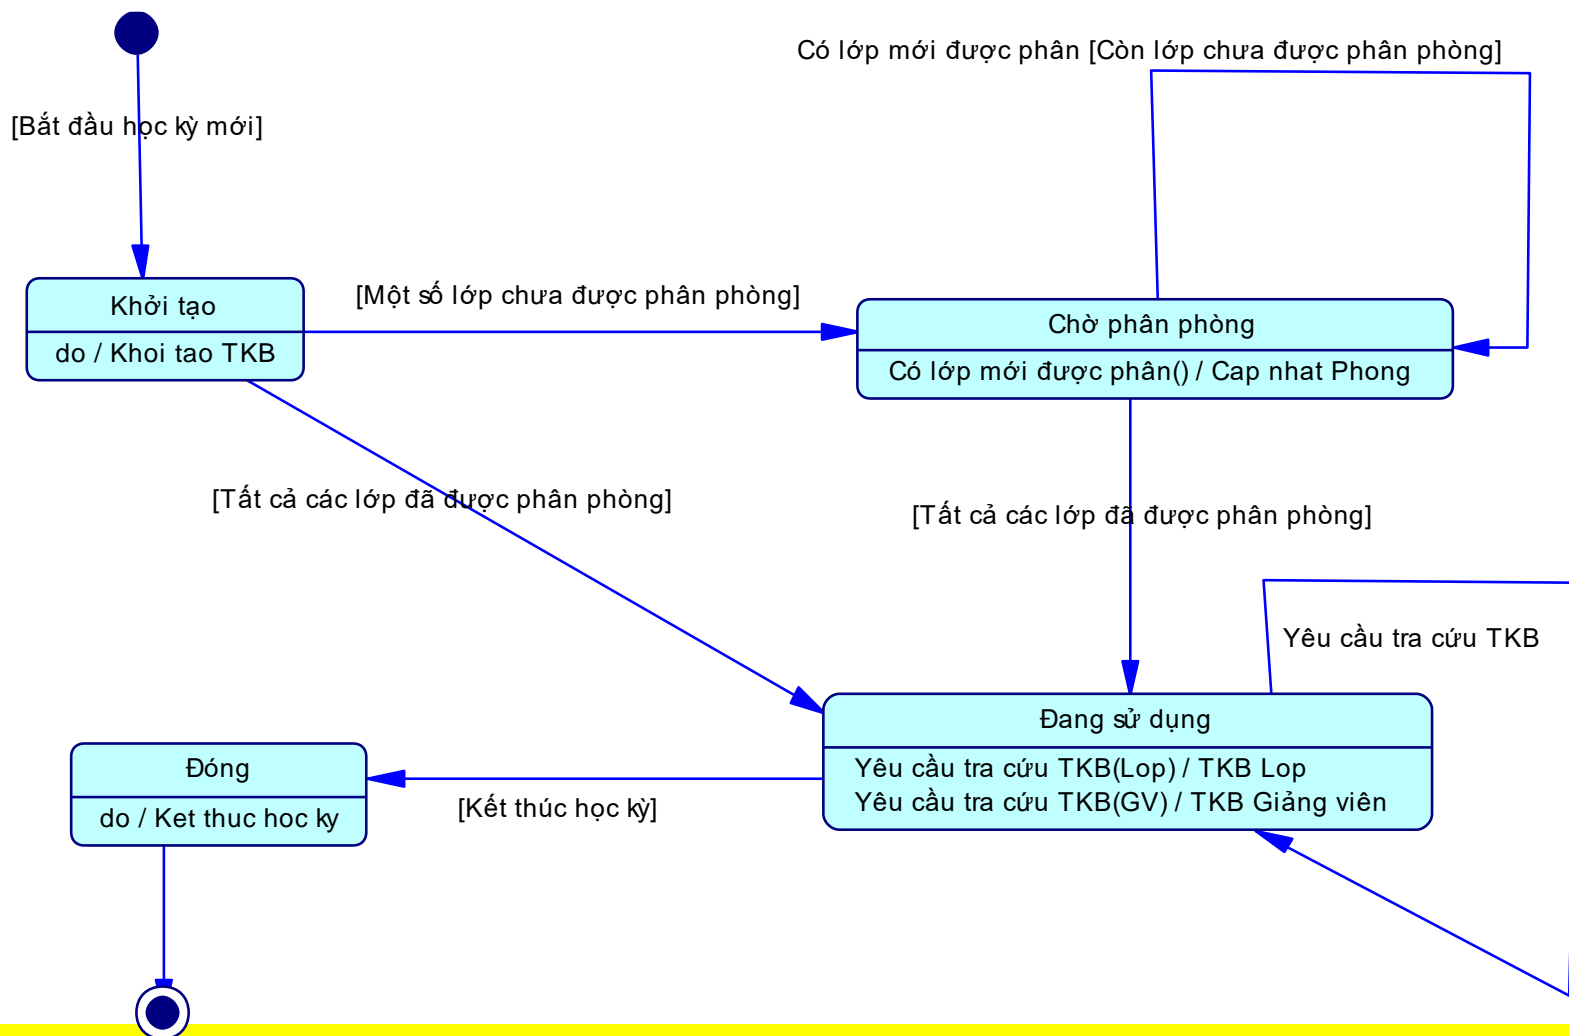 Có lớp mới được phân [Còn lớp chưa được phân phòng]
[Bắt đầu học kỳ mới]
Khởi tạo
do / Khoi tao TKB
[Một số lớp chưa được phân phòng]
Chờ phân phòng
Có lớp mới được phân() / Cap nhat Phong
[Tất cả các lớp đã được phân phòng]
[Tất cả các lớp đã được phân phòng]
Yêu cầu tra cứu TKB
Đang sử dụng
Yêu cầu tra cứu TKB(Lop) / TKB Lop
Yêu cầu tra cứu TKB(GV) / TKB Giảng viên
Đóng
do / Ket thuc hoc ky
[Kết thúc học kỳ]